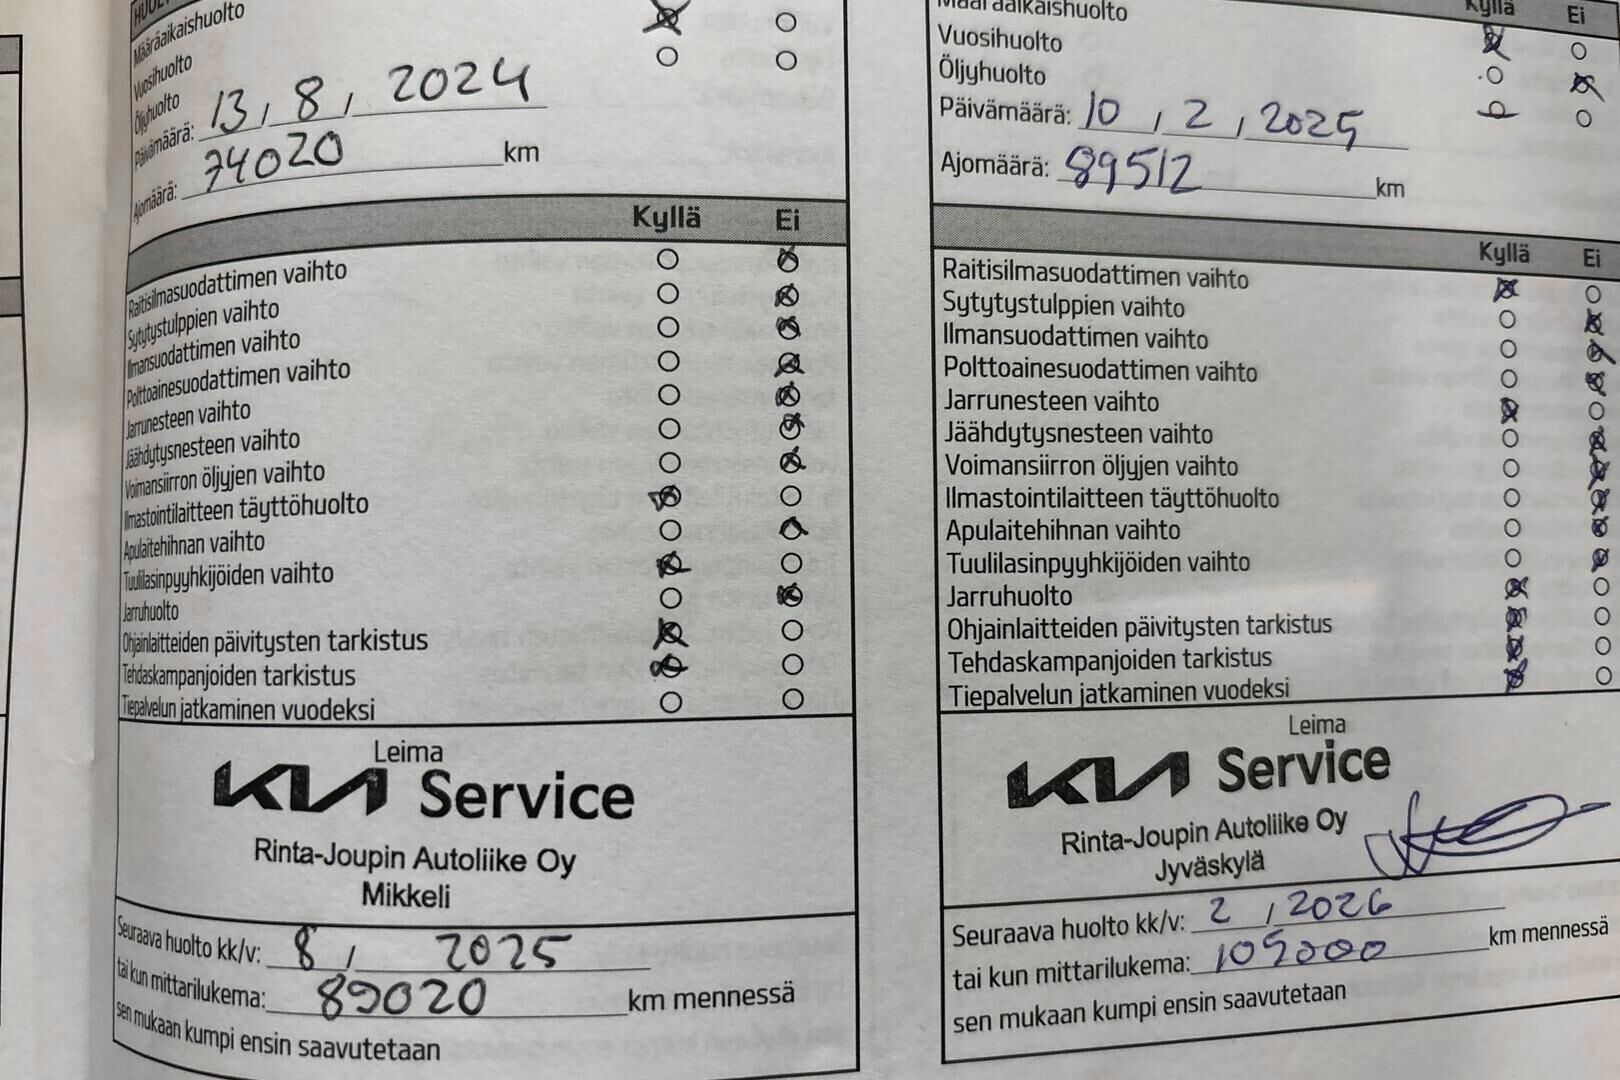 Määräaikaishuolto
Vuosihuolto
Öljyhuolto
Päivämäärä: 13, 8, 2024
Ajomäärä: 74020 km
Kyllä Ei
Raitisilmasuodattimen vaihto
Sytytystulppien vaihto
Ilmansuodattimen vaihto
Polttoainesuodattimen vaihto
Jarrunesteen vaihto
Jäähdytysnesteen vaihto
Voimansiirron öljyjen vaihto
Ilmastointilaitteen täyttöhuolto
Apulaitehihnan vaihto
Tuulilasinpyyhkijöiden vaihto
Jarruhuolto
Ohjainlaitteiden päivitysten tarkistus
Tehdaskampanjoiden tarkistus
Tiepalvelun jatkaminen vuodeksi
Leima
KIA Service
Rinta-Joupin Autoliike Oy
Mikkeli
Seuraava huolto kk/v: 8, 2025
tai kun mittarilukema: 89020 km mennessä
sen mukaan kumpi ensin saavutetaan
Määräaikaishuolto Kyllä Ei
Vuosihuolto
Öljyhuolto
Päivämäärä: 10, 2, 2025
Ajomäärä: 89512 km
Kyllä Ei
Raitisilmasuodattimen vaihto
Sytytystulppien vaihto
Ilmansuodattimen vaihto
Polttoainesuodattimen vaihto
Jarrunesteen vaihto
Jäähdytysnesteen vaihto
Voimansiirron öljyjen vaihto
Ilmastointilaitteen täyttöhuolto
Apulaitehihnan vaihto
Tuulilasinpyyhkijöiden vaihto
Jarruhuolto
Ohjainlaitteiden päivitysten tarkistus
Tehdaskampanjoiden tarkistus
Tiepalvelun jatkaminen vuodeksi
Leima
KIA Service
Rinta-Joupin Autoliike Oy
Jyväskylä
Seuraava huolto kk/v: 2, 2026
tai kun mittarilukema: 105000 km mennessä
sen mukaan kumpi ensin saavutetaan